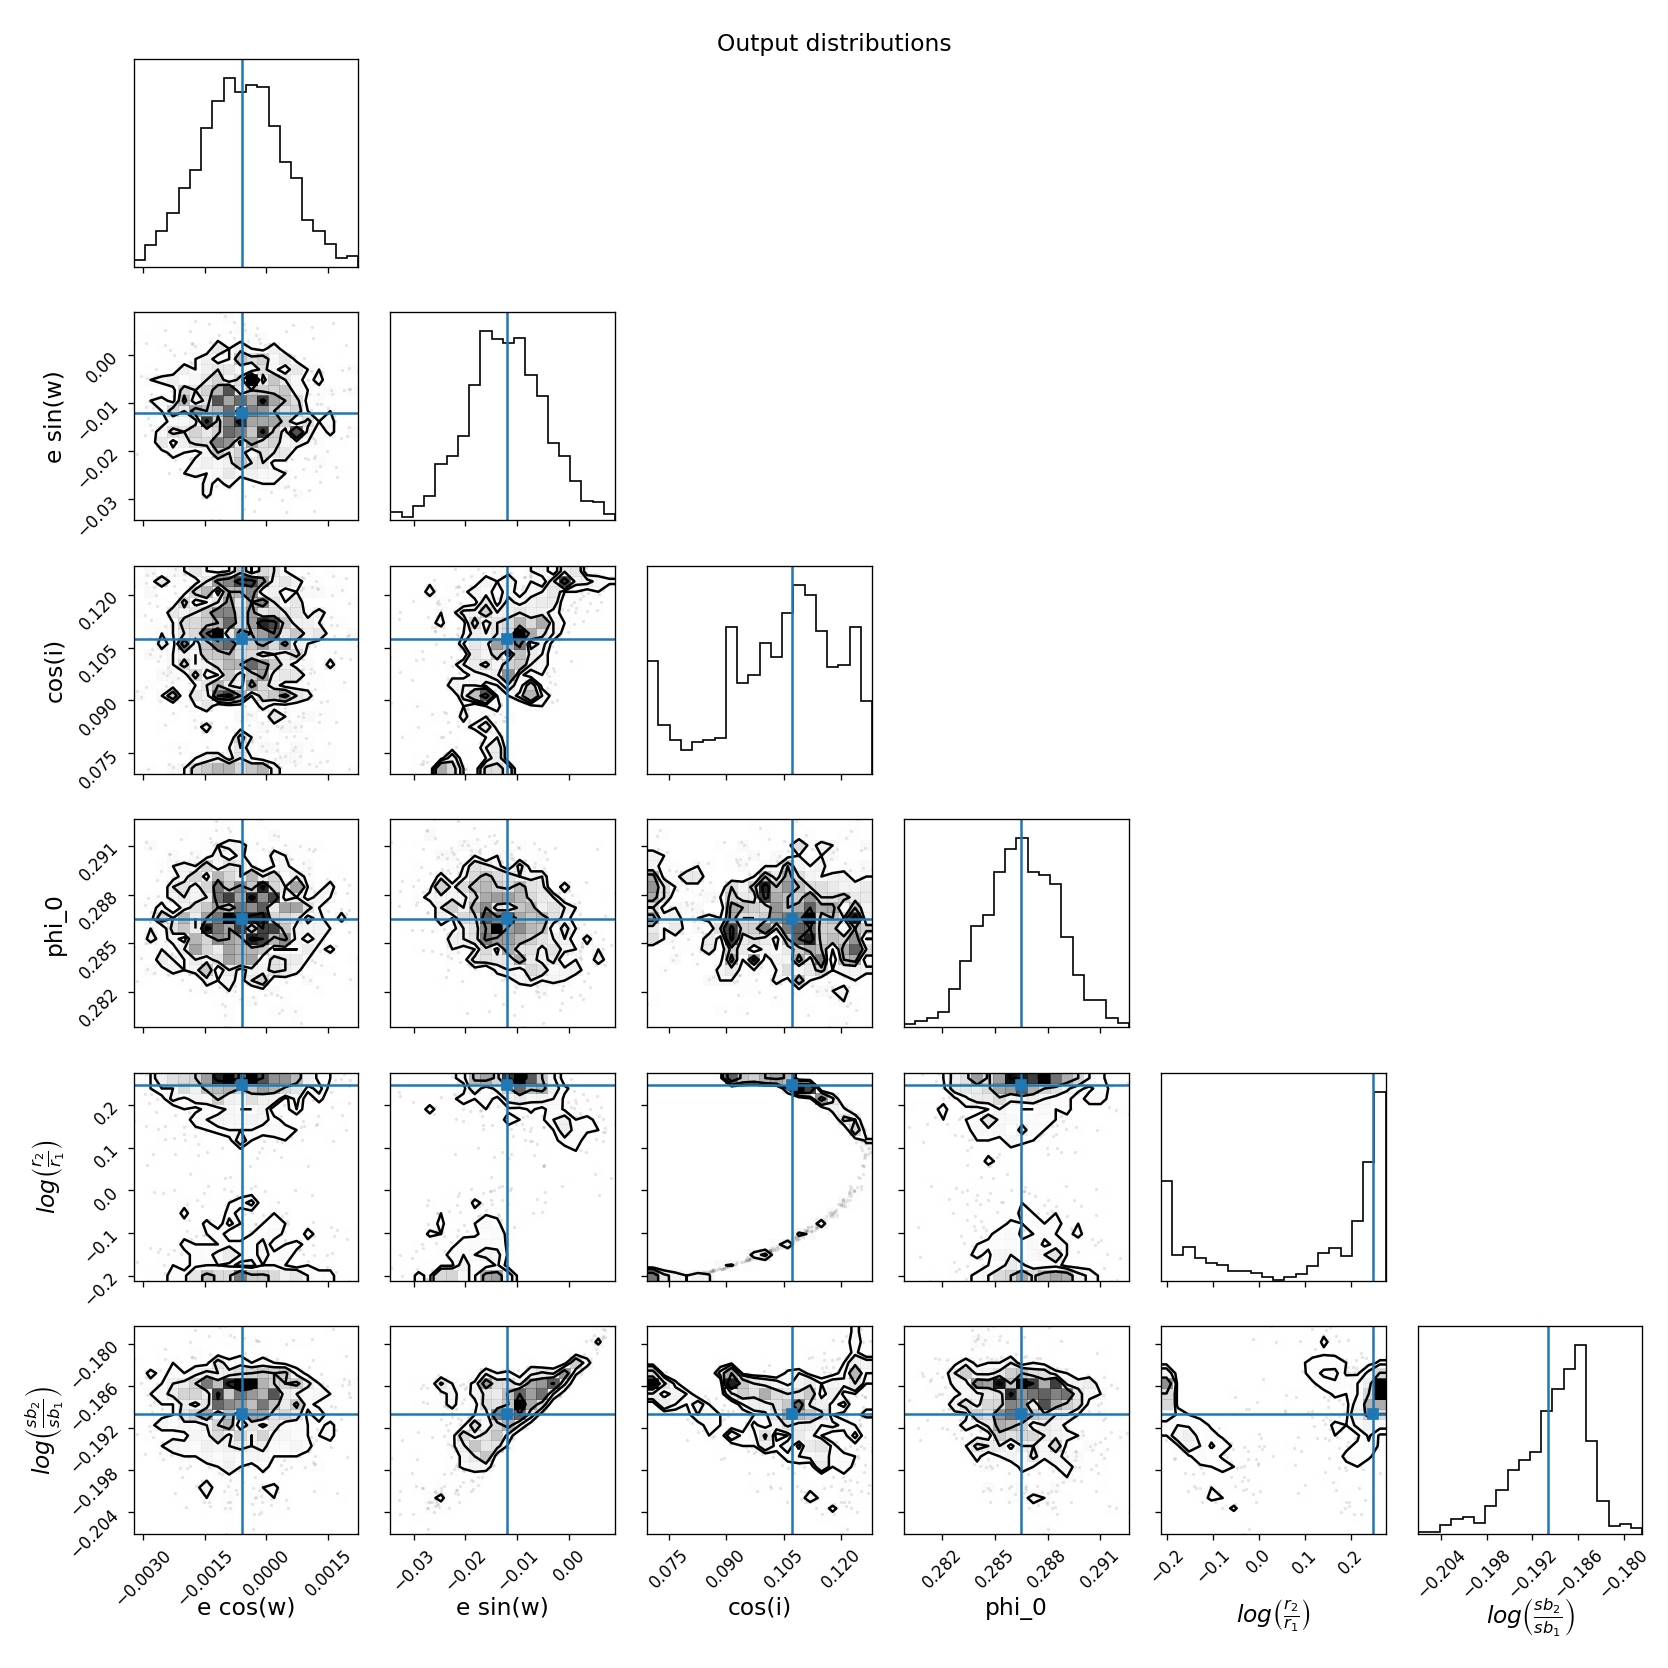 Output distributions
e sin(w)
0.00
−0.01
−0.02
−0.03
cos(i)
0.120
0.105
0.090
0.075
phi_0
0.291
0.288
0.285
0.282
log(r₂/r₁)
0.2
0.1
0.0
−0.1
−0.2
log(sb₂/sb₁)
−0.180
−0.186
−0.192
−0.198
−0.204
−0.0030 −0.0015 0.0000 0.0015
−0.03 −0.02 −0.01 0.00
0.075 0.090 0.105 0.120
0.282 0.285 0.288 0.291
−0.2 −0.1 0.0 0.1 0.2
−0.204 −0.198 −0.192 −0.186 −0.180
e cos(w)
e sin(w)
cos(i)
phi_0
log(r₂/r₁)
log(sb₂/sb₁)